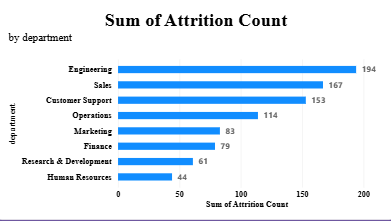 Sum of Attrition Count
by department
department
Engineering 194
Sales 167
Customer Support 153
Operations 114
Marketing 83
Finance 79
Research & Development 61
Human Resources 44
0 50 100 150 200
Sum of Attrition Count